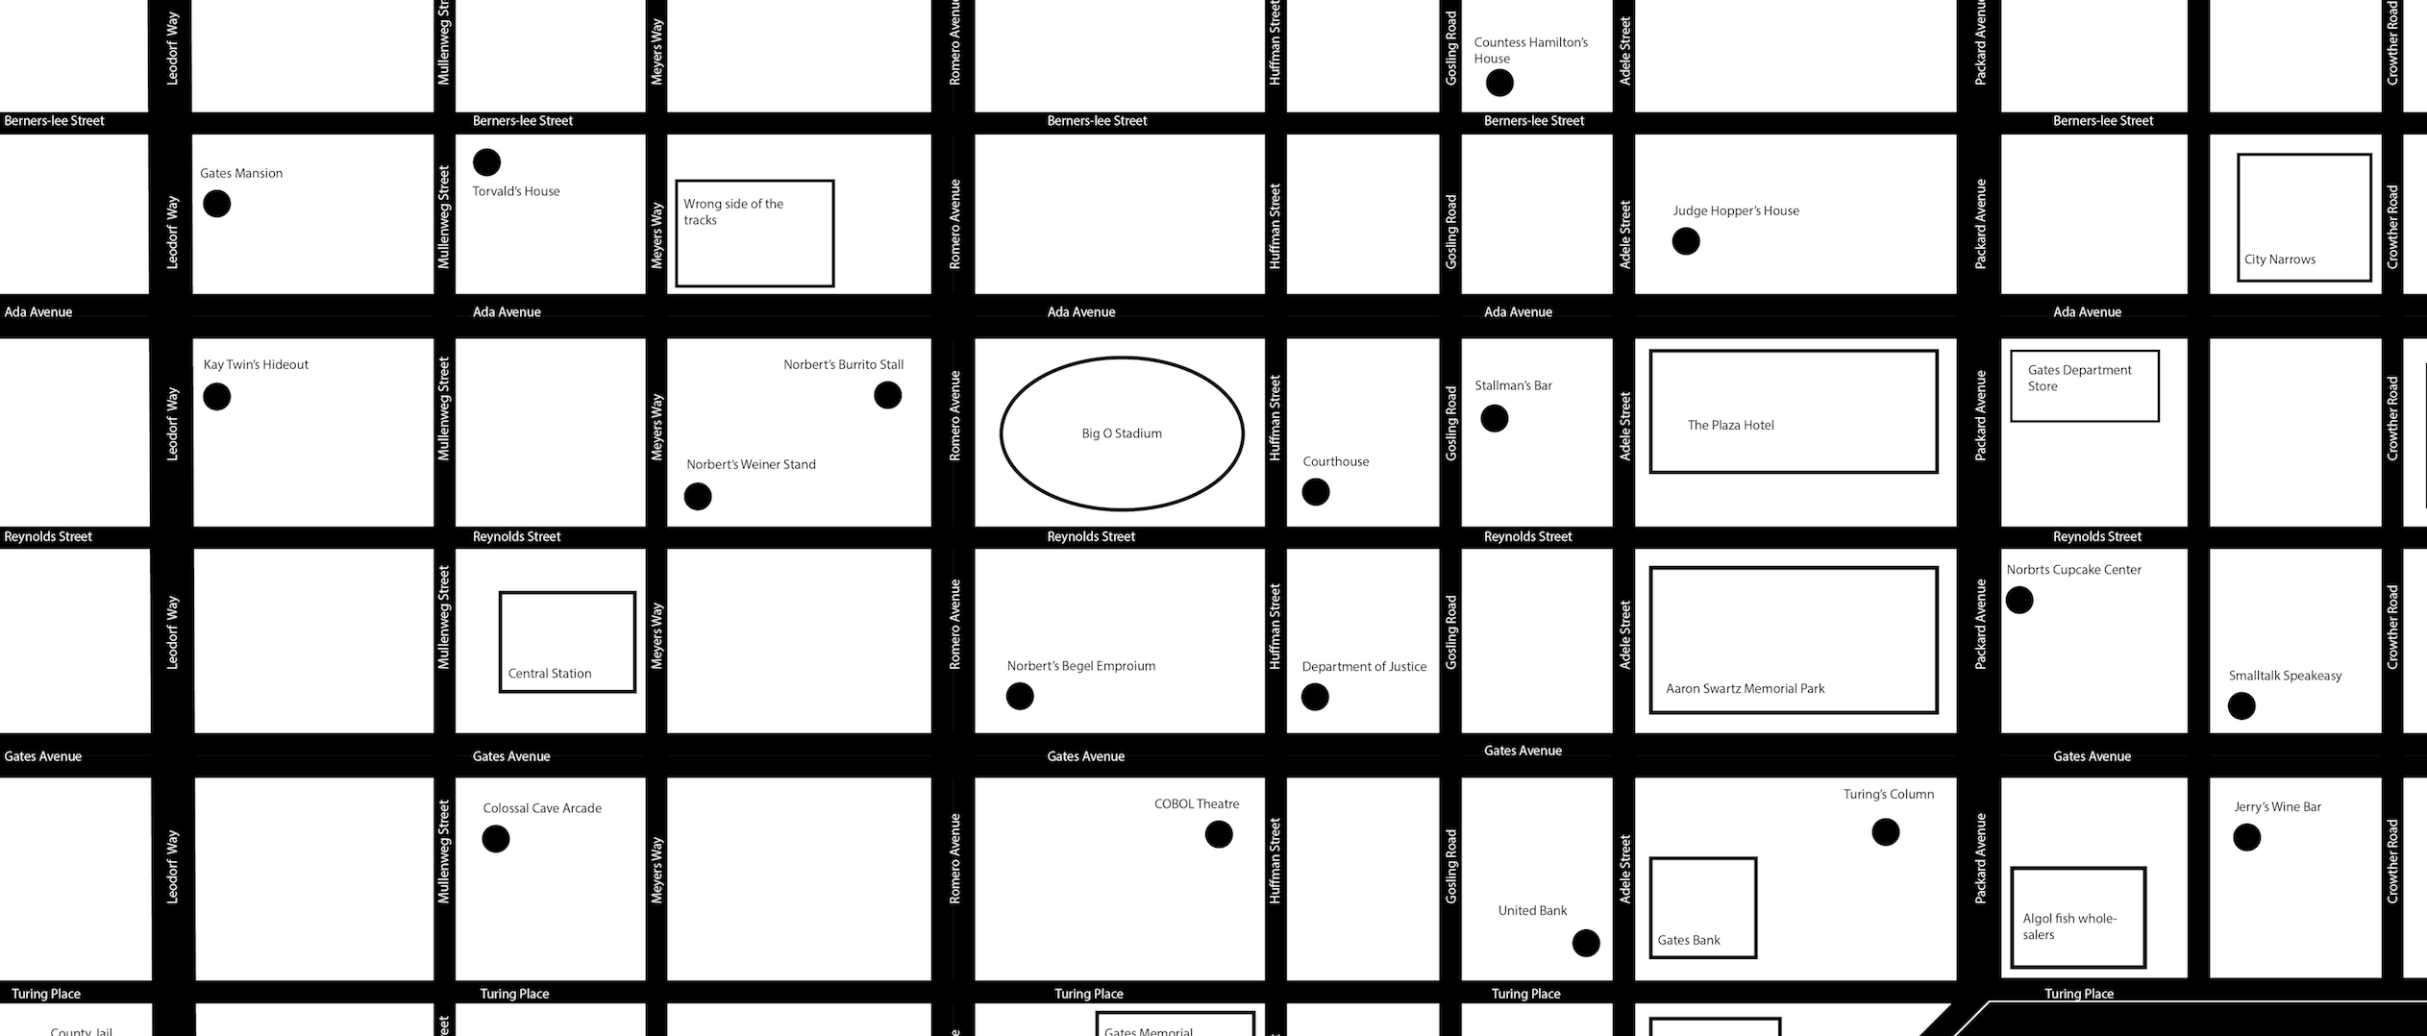 Leodorf Way
Mullenweg Str
Meyers Way
Romero Avenue
Huffman Street
Gosling Road
Countess Hamilton's
House
Adele Street
Packard Avenue
Crowther Road
Berners-lee Street
Berners-lee Street
Berners-lee Street
Berners-lee Street
Berners-lee Street
Leodorf Way
Gates Mansion
Mullenweg Street
Torvald's House
Meyers Way
Wrong side of the
tracks
Romero Avenue
Huffman Street
Gosling Road
Adele Street
Judge Hopper's House
Packard Avenue
City Narrows
Crowther Road
Ada Avenue
Ada Avenue
Ada Avenue
Ada Avenue
Ada Avenue
Leodorf Way
Kay Twin's Hideout
Mullenweg Street
Meyers Way
Norbert's Burrito Stall
Norbert's Weiner Stand
Romero Avenue
Big O Stadium
Huffman Street
Courthouse
Gosling Road
Stallman's Bar
Adele Street
The Plaza Hotel
Packard Avenue
Gates Department
Store
Crowther Road
Reynolds Street
Reynolds Street
Reynolds Street
Reynolds Street
Reynolds Street
Leodorf Way
Mullenweg Street
Central Station
Meyers Way
Romero Avenue
Norbert's Begel Emproium
Huffman Street
Department of Justice
Gosling Road
Adele Street
Aaron Swartz Memorial Park
Packard Avenue
Norbrts Cupcake Center
Smalltalk Speakeasy
Crowther Road
Gates Avenue
Gates Avenue
Gates Avenue
Gates Avenue
Gates Avenue
Leodorf Way
Mullenweg Street
Colossal Cave Arcade
Meyers Way
Romero Avenue
COBOL Theatre
Huffman Street
Gosling Road
United Bank
Adele Street
Gates Bank
Turing's Column
Packard Avenue
Algol fish whole-
salers
Jerry's Wine Bar
Crowther Road
Turing Place
Turing Place
Turing Place
Turing Place
Turing Place
County Jail
Gates Memorial